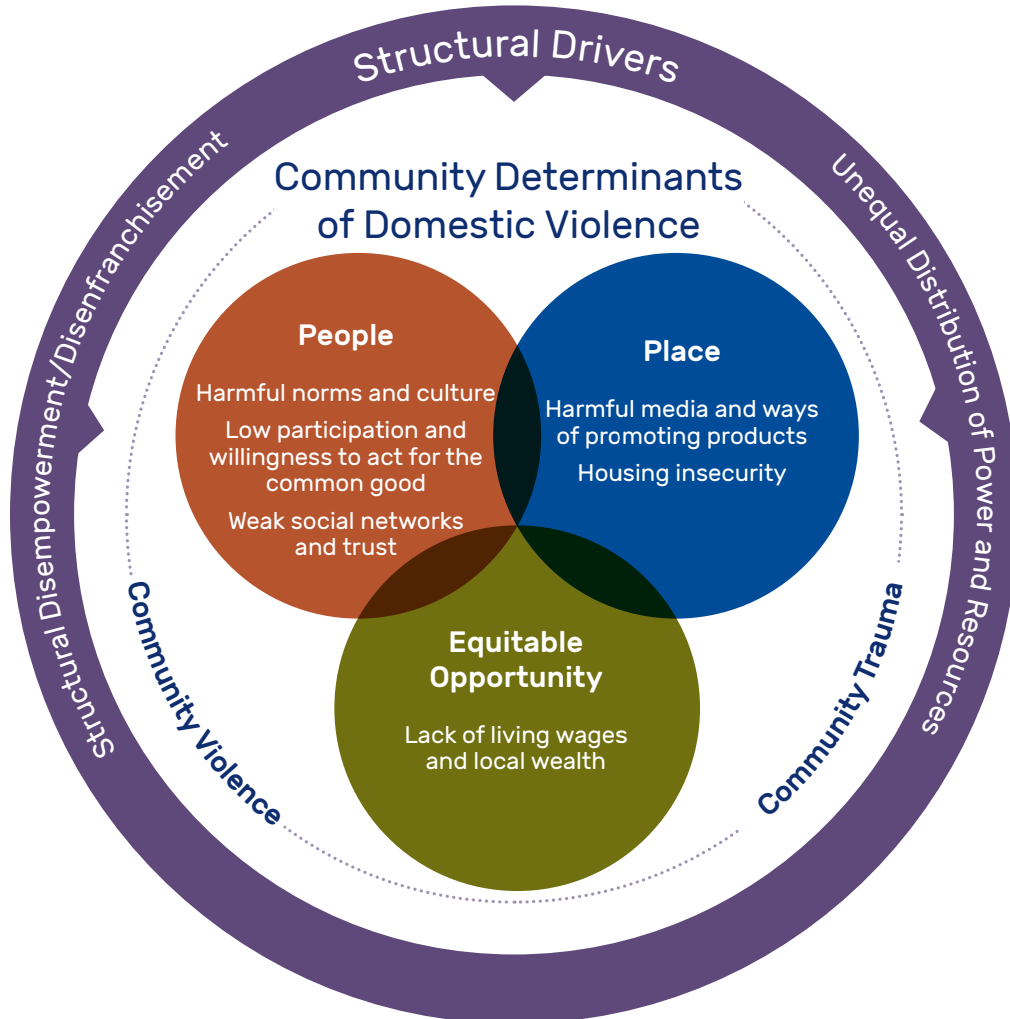 Structural Drivers
Structural Disempowerment/Disenfranchisement
Unequal Distribution of Power and Resources
Community Determinants
of Domestic Violence
People
Harmful norms and culture
Low participation and
willingness to act for the
common good
Weak social networks
and trust
Place
Harmful media and ways
of promoting products
Housing insecurity
Equitable
Opportunity
Lack of living wages
and local wealth
Community Violence
Community Trauma